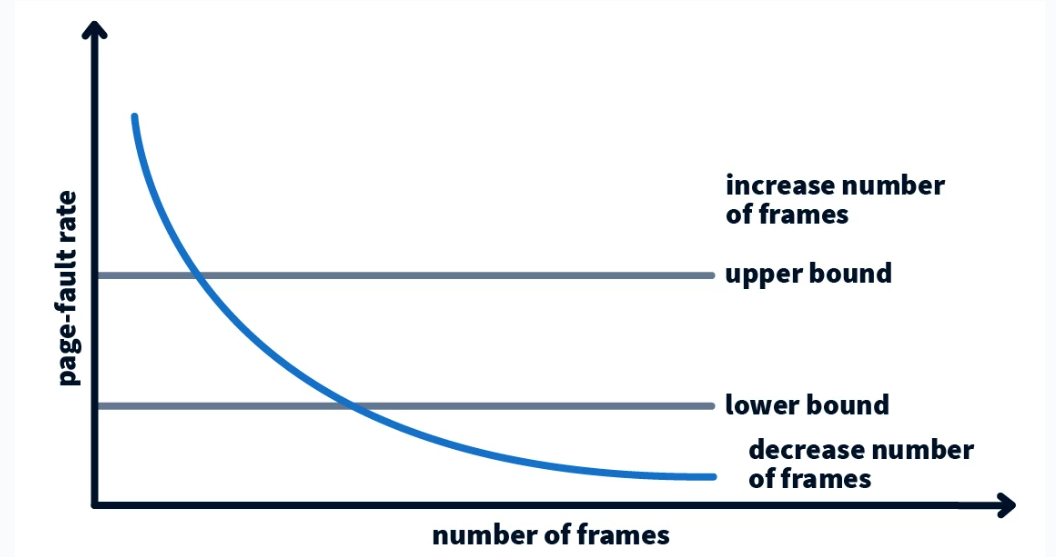 increase number
of frames
page-fault rate
upper bound
lower bound
decrease number
of frames
number of frames